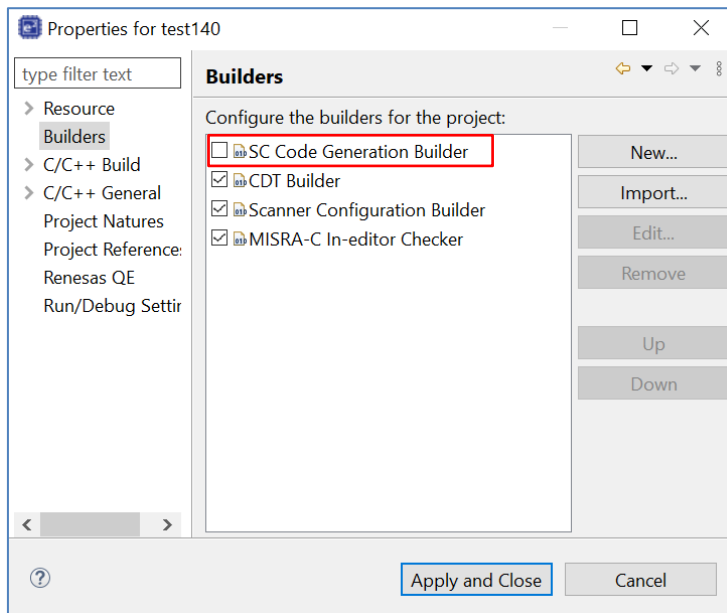 Properties for test140
type filter text
Resource
Builders
C/C++ Build
C/C++ General
Project Natures
Project References
Renesas QE
Run/Debug Settir
Builders
Configure the builders for the project:
SC Code Generation Builder
CDT Builder
Scanner Configuration Builder
MISRA-C In-editor Checker
New...
Import...
Edit...
Remove
Up
Down
Apply and Close
Cancel